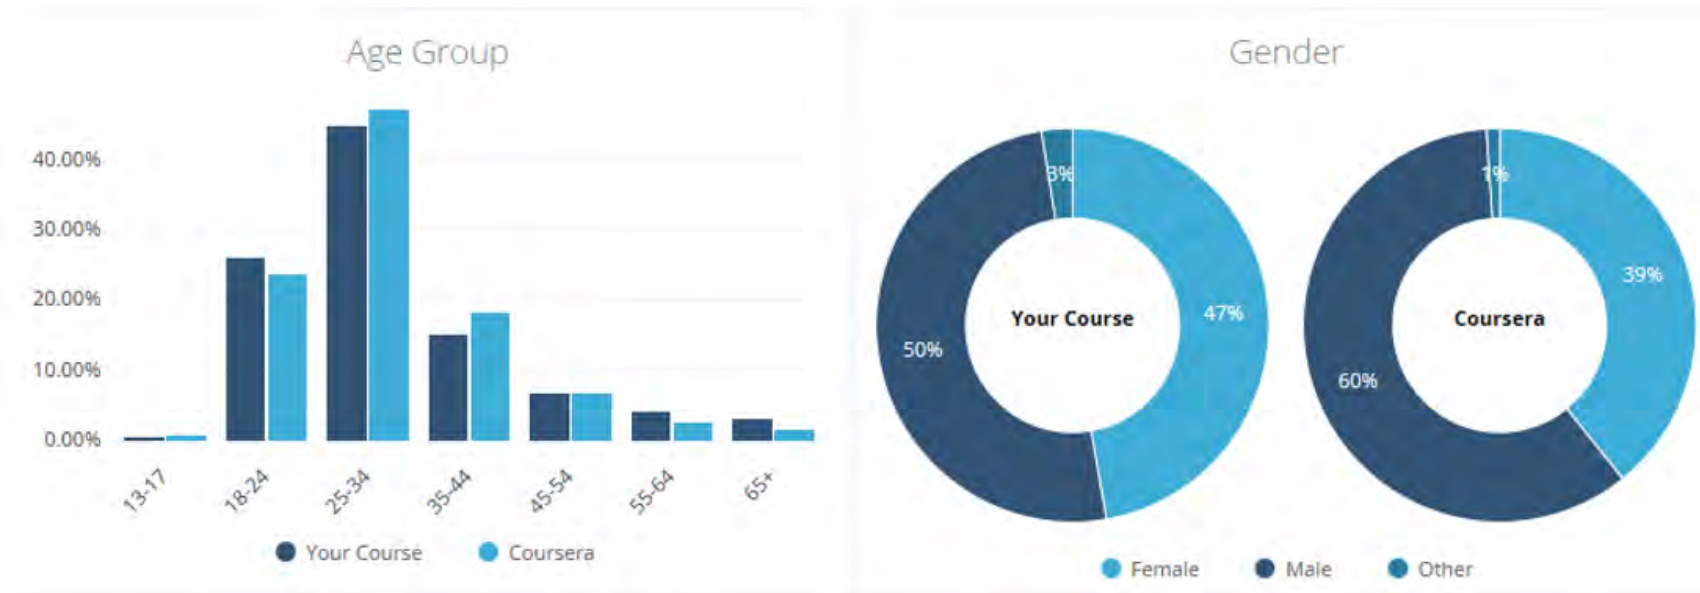 Age Group
40.00%
30.00%
20.00%
10.00%
0.00%
13-17
18-24
25-34
35-44
45-54
55-64
65+
Your Course
Coursera
Gender
3%
47%
50%
Your Course
1%
39%
60%
Coursera
Female
Male
Other